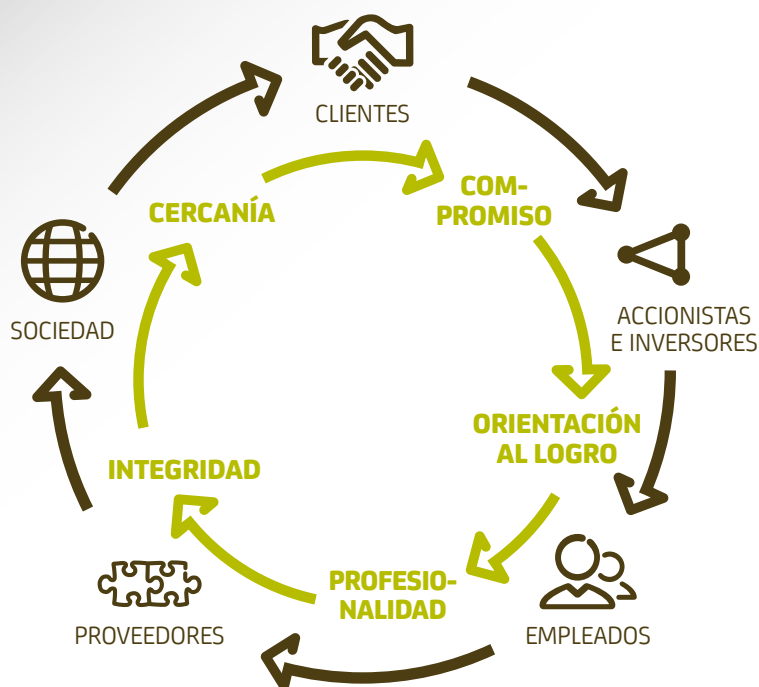 CLIENTES
CERCANÍA
COM-
PROMISO
SOCIEDAD
ACCIONISTAS
E INVERSORES
ORIENTACIÓN
AL LOGRO
INTEGRIDAD
PROFESIO-
NALIDAD
PROVEEDORES
EMPLEADOS